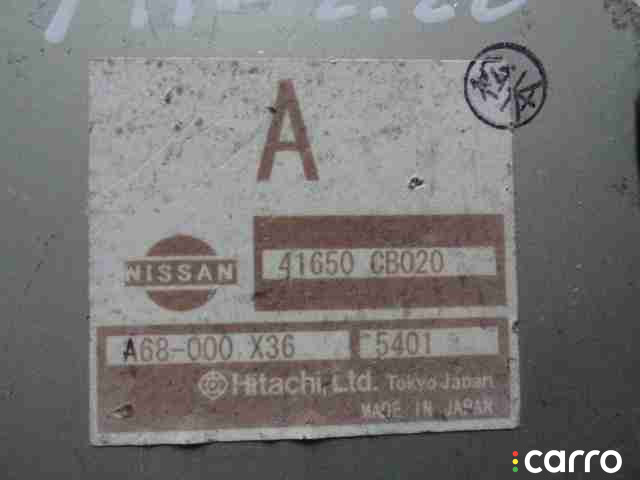 A
NISSAN
41650 CB020
A68-000 X36
5401
Hitachi, Ltd. Tokyo Japan
MADE IN JAPAN
carro